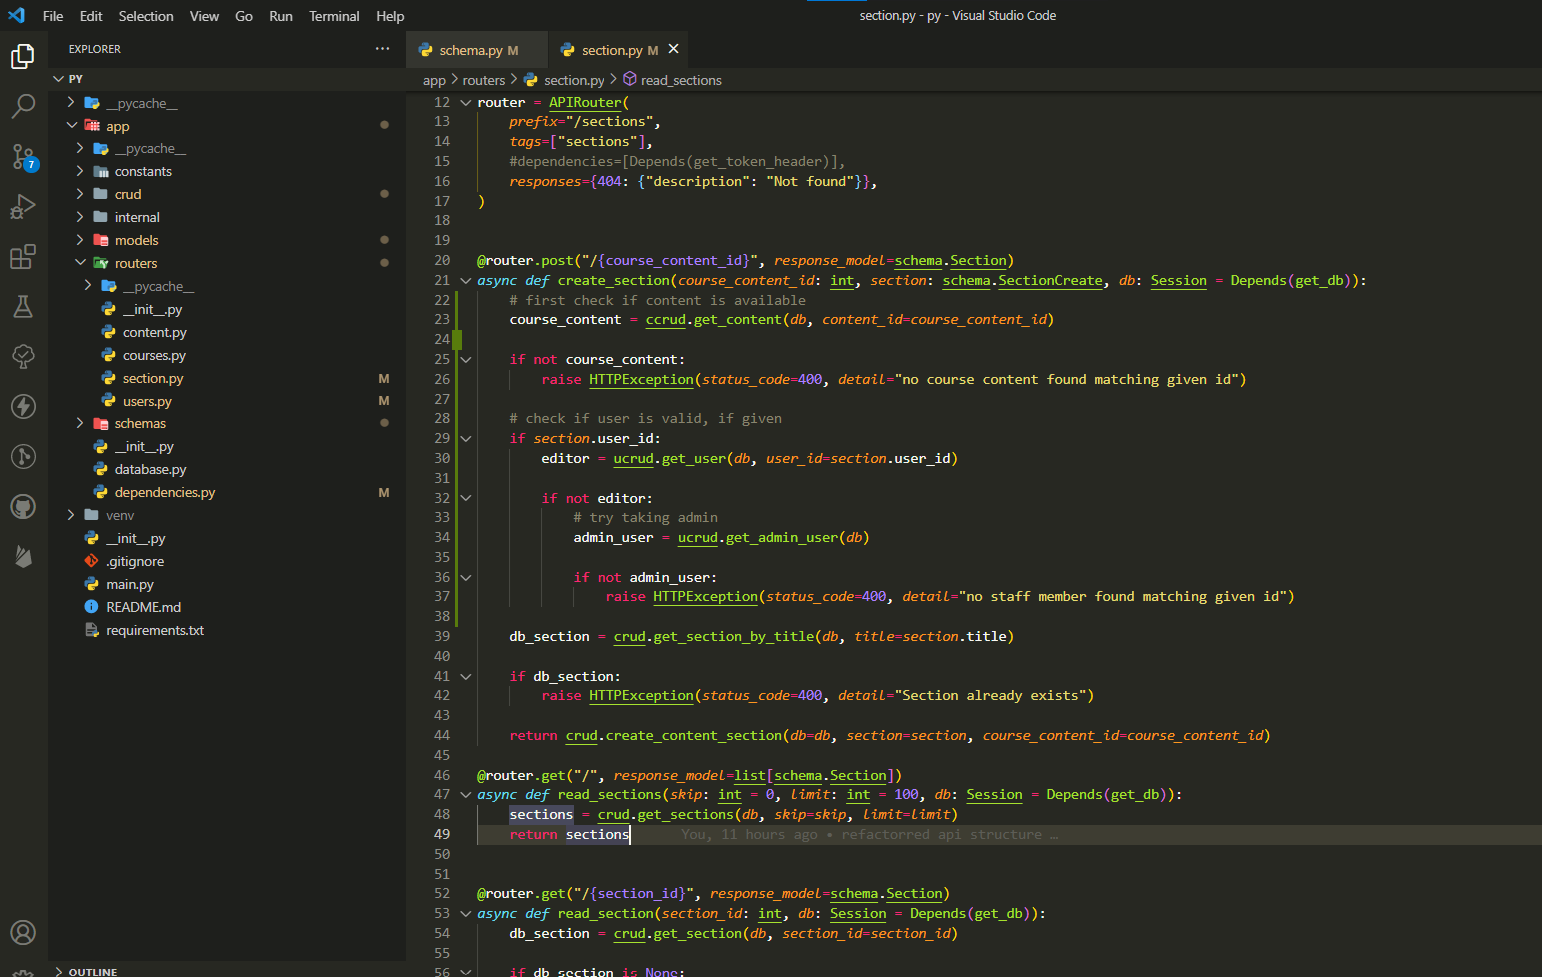 File Edit Selection View Go Run Terminal Help
section.py - py - Visual Studio Code
EXPLORER
PY
__pycache__
app
__pycache__
constants
crud
internal
models
routers
__pycache__
__init__.py
content.py
courses.py
section.py M
users.py M
schemas
__init__.py
database.py
dependencies.py M
venv
__init__.py
.gitignore
main.py
README.md
requirements.txt
OUTLINE
7
schema.py M
section.py M
app > routers > section.py > read_sections
12 router = APIRouter(
13     prefix="/sections",
14     tags=["sections"],
15     #dependencies=[Depends(get_token_header)],
16     responses={404: {"description": "Not found"}},
17 )
18
19
20 @router.post("/{course_content_id}", response_model=schema.Section)
21 async def create_section(course_content_id: int, section: schema.SectionCreate, db: Session = Depends(get_db)):
22     # first check if content is available
23     course_content = ccrud.get_content(db, content_id=course_content_id)
24
25     if not course_content:
26         raise HTTPException(status_code=400, detail="no course content found matching given id")
27
28     # check if user is valid, if given
29     if section.user_id:
30         editor = ucrud.get_user(db, user_id=section.user_id)
31
32         if not editor:
33             # try taking admin
34             admin_user = ucrud.get_admin_user(db)
35
36             if not admin_user:
37                 raise HTTPException(status_code=400, detail="no staff member found matching given id")
38
39     db_section = crud.get_section_by_title(db, title=section.title)
40
41     if db_section:
42         raise HTTPException(status_code=400, detail="Section already exists")
43
44     return crud.create_content_section(db=db, section=section, course_content_id=course_content_id)
45
46 @router.get("/", response_model=list[schema.Section])
47 async def read_sections(skip: int = 0, limit: int = 100, db: Session = Depends(get_db)):
48     sections = crud.get_sections(db, skip=skip, limit=limit)
49     return sections You, 11 hours ago • refactorred api structure …
50
51
52 @router.get("/{section_id}", response_model=schema.Section)
53 async def read_section(section_id: int, db: Session = Depends(get_db)):
54     db_section = crud.get_section(db, section_id=section_id)
55
56     if db_section is None: